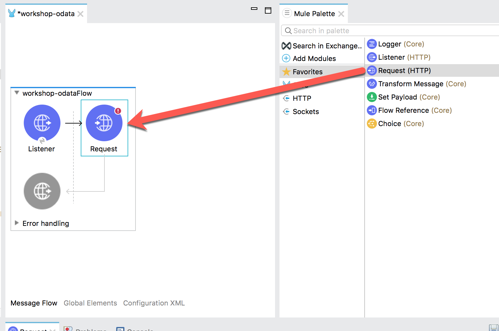 *workshop-odata
Mule Palette
Search in palette
Search in Exchange..
Add Modules
Favorites
HTTP
Sockets
Logger (Core)
Listener (HTTP)
Request (HTTP)
Transform Message (Core)
Set Payload (Core)
Flow Reference (Core)
Choice (Core)
workshop-odataFlow
Listener
Request
Error handling
Message Flow
Global Elements
Configuration XML